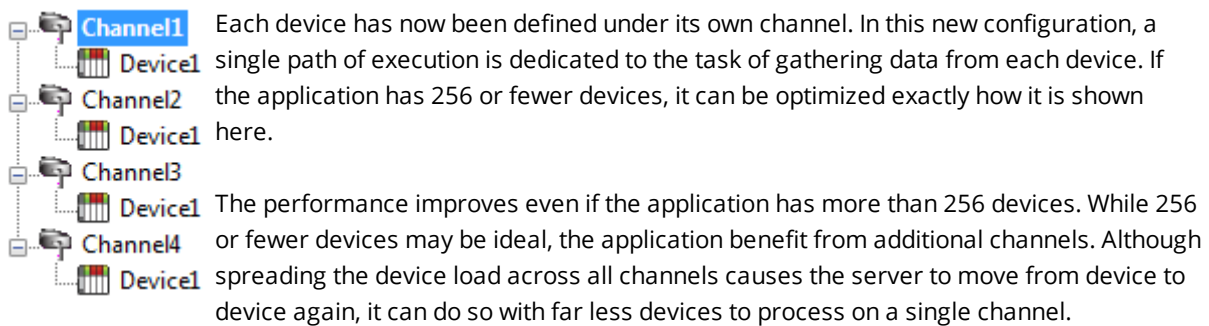 Channel1
Device1
Channel2
Device1
Channel3
Device1
Channel4
Device1
Each device has now been defined under its own channel. In this new configuration, a
single path of execution is dedicated to the task of gathering data from each device. If
the application has 256 or fewer devices, it can be optimized exactly how it is shown
here.
The performance improves even if the application has more than 256 devices. While 256
or fewer devices may be ideal, the application benefit from additional channels. Although
spreading the device load across all channels causes the server to move from device to
device again, it can do so with far less devices to process on a single channel.